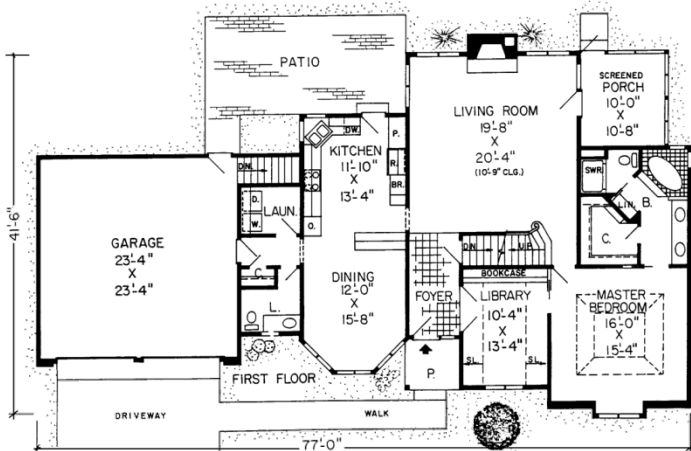 PATIO
SCREENED
PORCH
10'-0"
X
10'-8"
LIVING ROOM
19'-8"
X
20'-4"
(10'-9" CLG.)
DW.
P.
KITCHEN
11'-10"
X
13'-4"
R.
BR.
O.
DN.
D.
W.
LAUN.
SWR.
LIN.
B.
C.
41'-6"
GARAGE
23'-4"
X
23'-4"
C.
L.
DINING
12'-0"
X
15'-8"
DN.
UP.
BOOKCASE
FOYER
LIBRARY
10'-4"
X
13'-4"
SL.
SL.
MASTER
BEDROOM
16'-0"
X
15'-4"
P.
FIRST FLOOR
DRIVEWAY
WALK
77'-0"